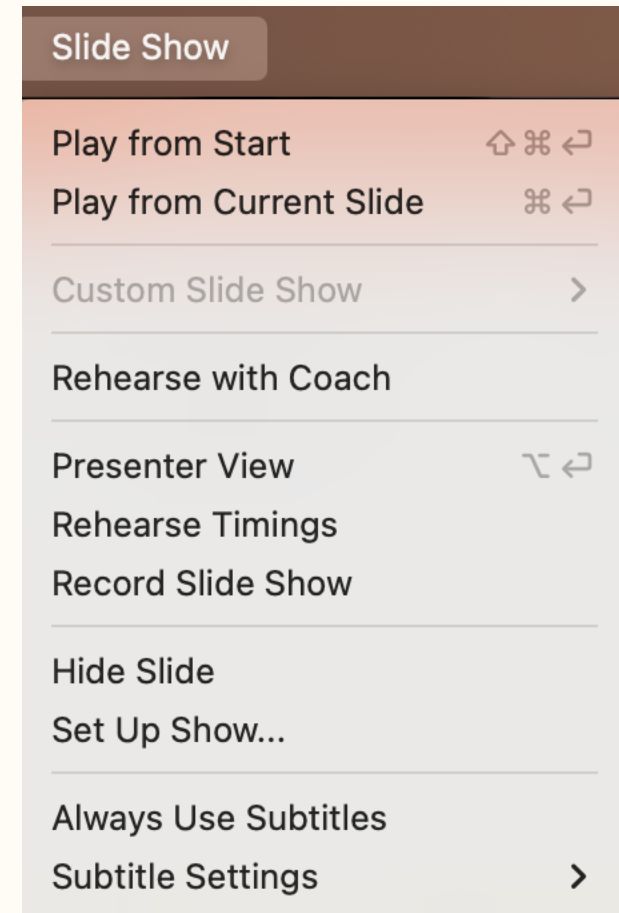 Slide Show
Play from Start ⇧ ⌘ ↩
Play from Current Slide ⌘ ↩
Custom Slide Show >
Rehearse with Coach
Presenter View ⌥ ↩
Rehearse Timings
Record Slide Show
Hide Slide
Set Up Show...
Always Use Subtitles
Subtitle Settings >